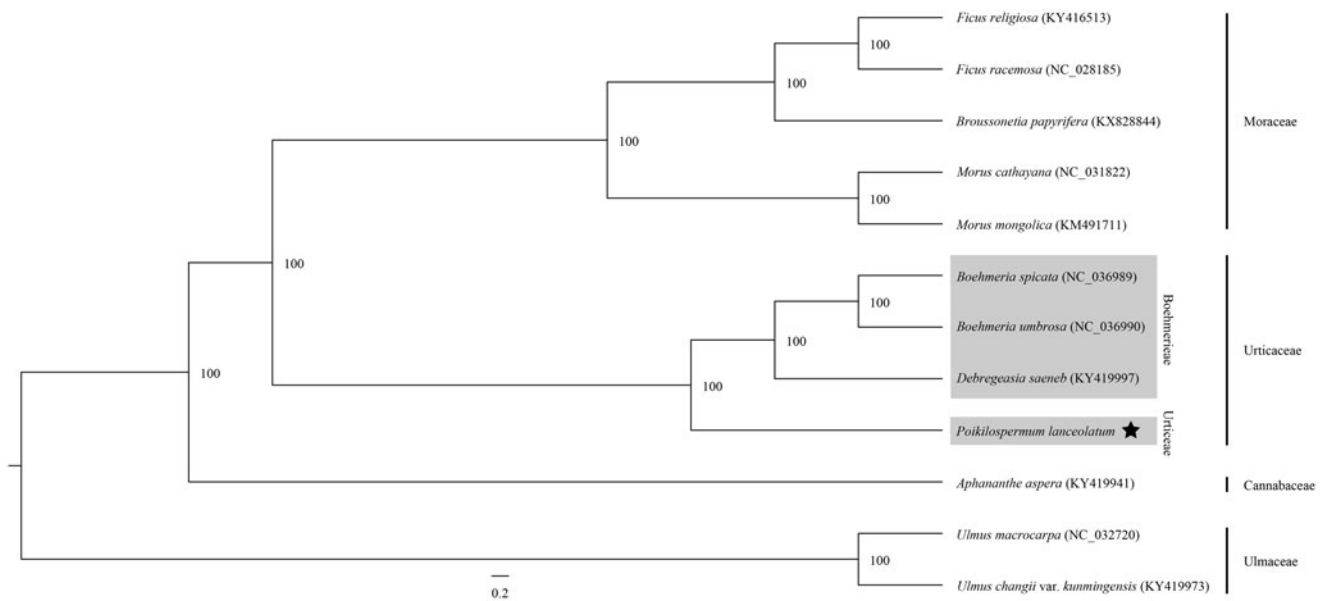 Ficus religiosa (KY416513)
100
Ficus racemosa (NC_028185)
100
Broussonetia papyrifera (KX828844)
Moraceae
100
Morus cathayana (NC_031822)
100
Morus mongolica (KM491711)
100
Boehmeria spicata (NC_036989)
100
Boehmeria umbrosa (NC_036990)
Boehmerieae
100
Urticaceae
Debregeasia saeneb (KY419997)
100
100
Poikilospermum lanceolatum
Urticeae
Aphananthe aspera (KY419941)
Cannabaceae
Ulmus macrocarpa (NC_032720)
100
Ulmaceae
Ulmus changii var. kunmingensis (KY419973)
0.2